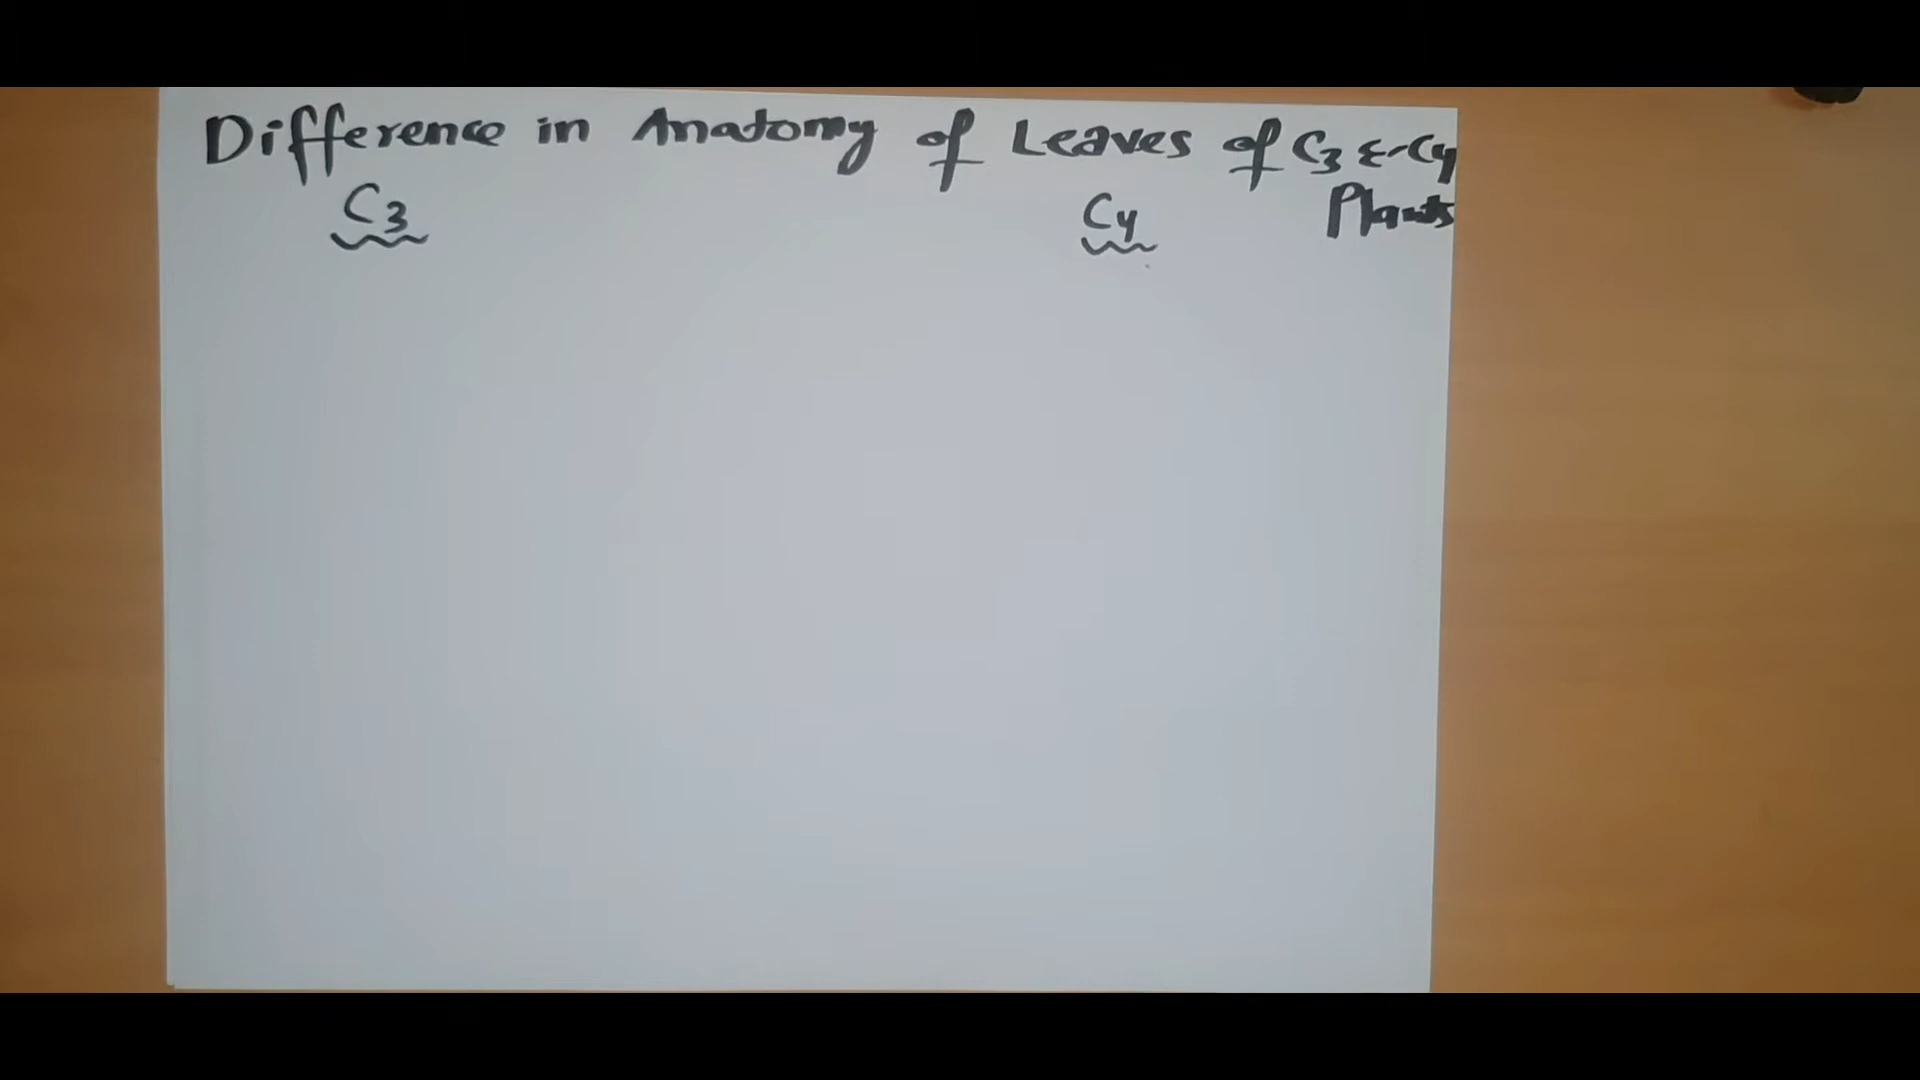 Difference in Anatomy of Leaves of C3 & C4
Plants
C3 C4